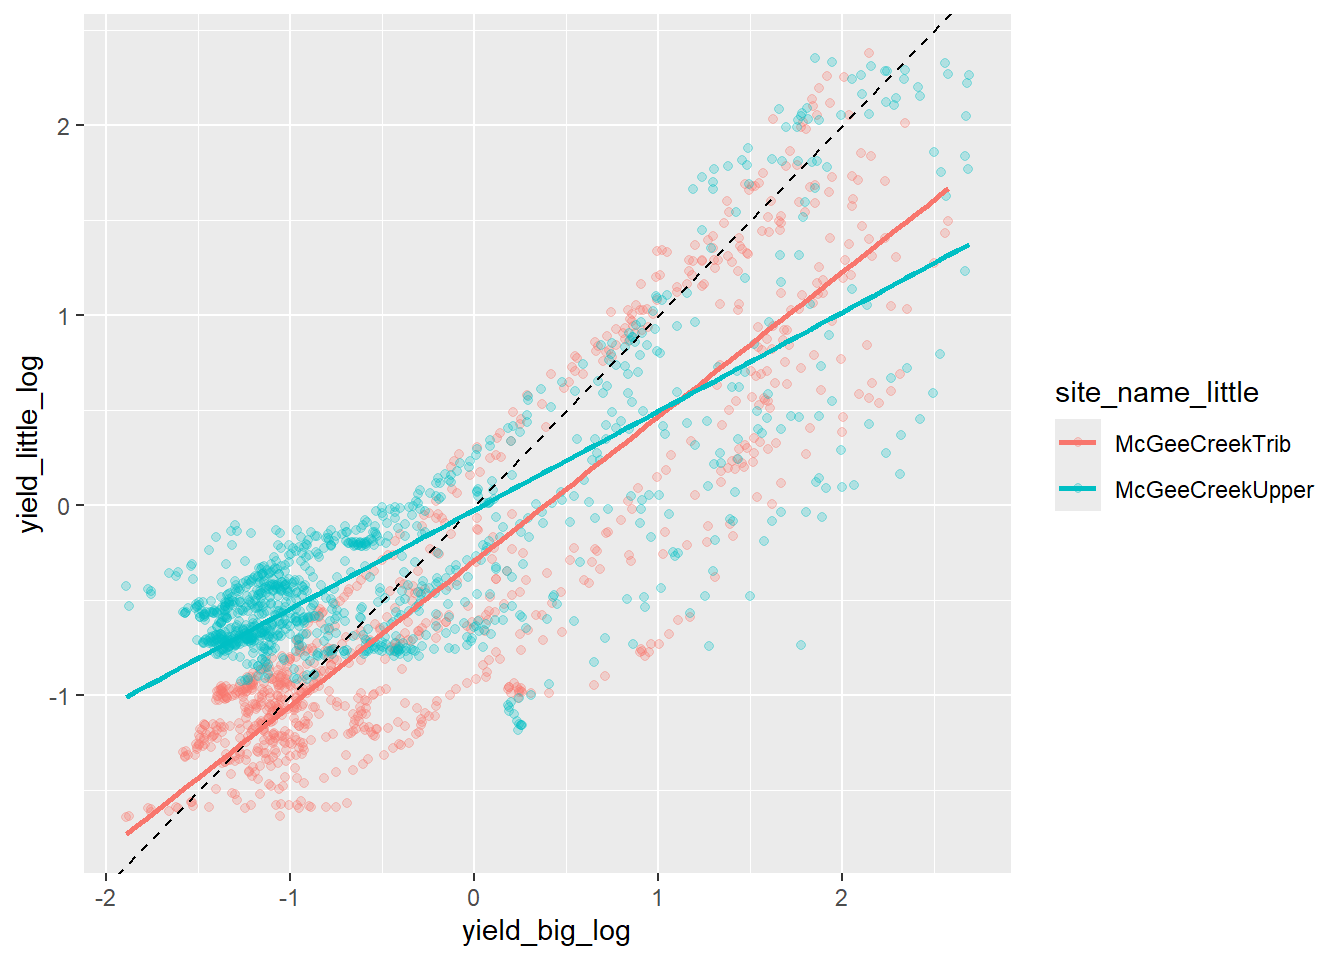 yield_little_log
2
1
0
-1
-2
-1
0
1
2
yield_big_log
site_name_little
McGeeCreekTrib
McGeeCreekUpper